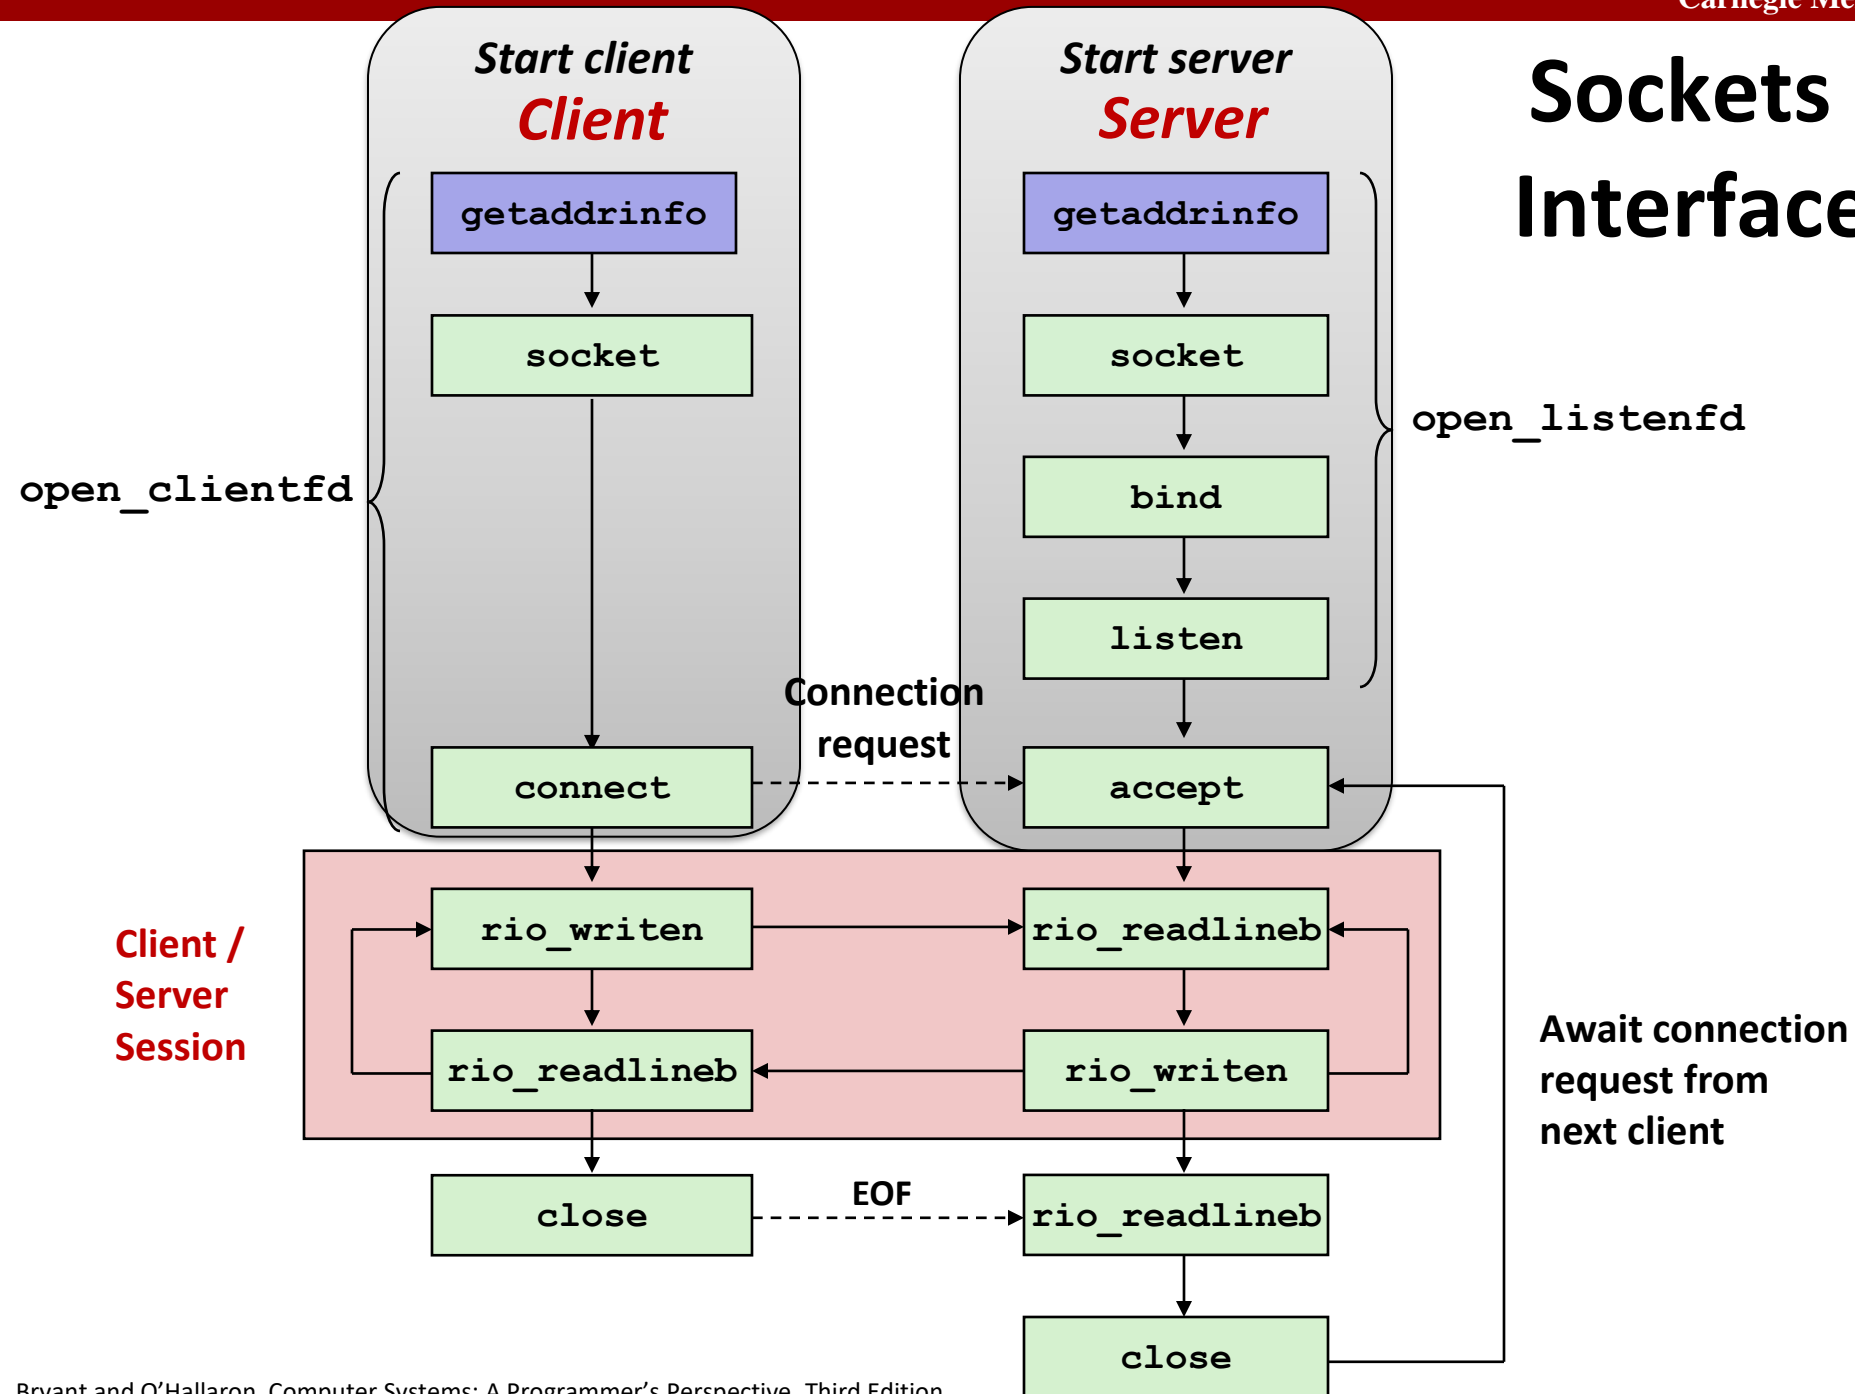 Start client
Client
Start server
Server
Sockets
Interface
getaddrinfo
getaddrinfo
socket
socket
open_listenfd
open_clientfd
bind
listen
Connection
request
connect
accept
Client /
Server
Session
rio_writen
rio_readlineb
rio_readlineb
rio_writen
Await connection
request from
next client
close
EOF
rio_readlineb
close
Bryant and O'Hallaron, Computer Systems: A Programmer's Perspective, Third Edition